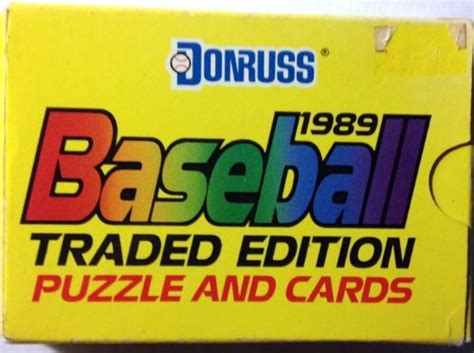 DONRUSS®
1989
Baseball
TRADED EDITION
PUZZLE AND CARDS